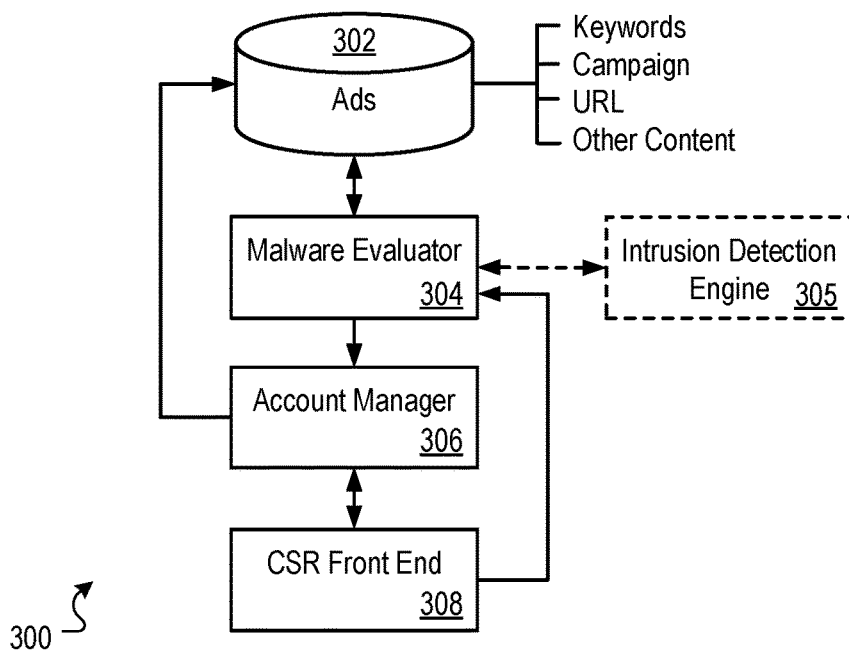 302
Ads
Keywords
Campaign
URL
Other Content
Malware Evaluator
304
Intrusion Detection
Engine 305
Account Manager
306
CSR Front End
308
300